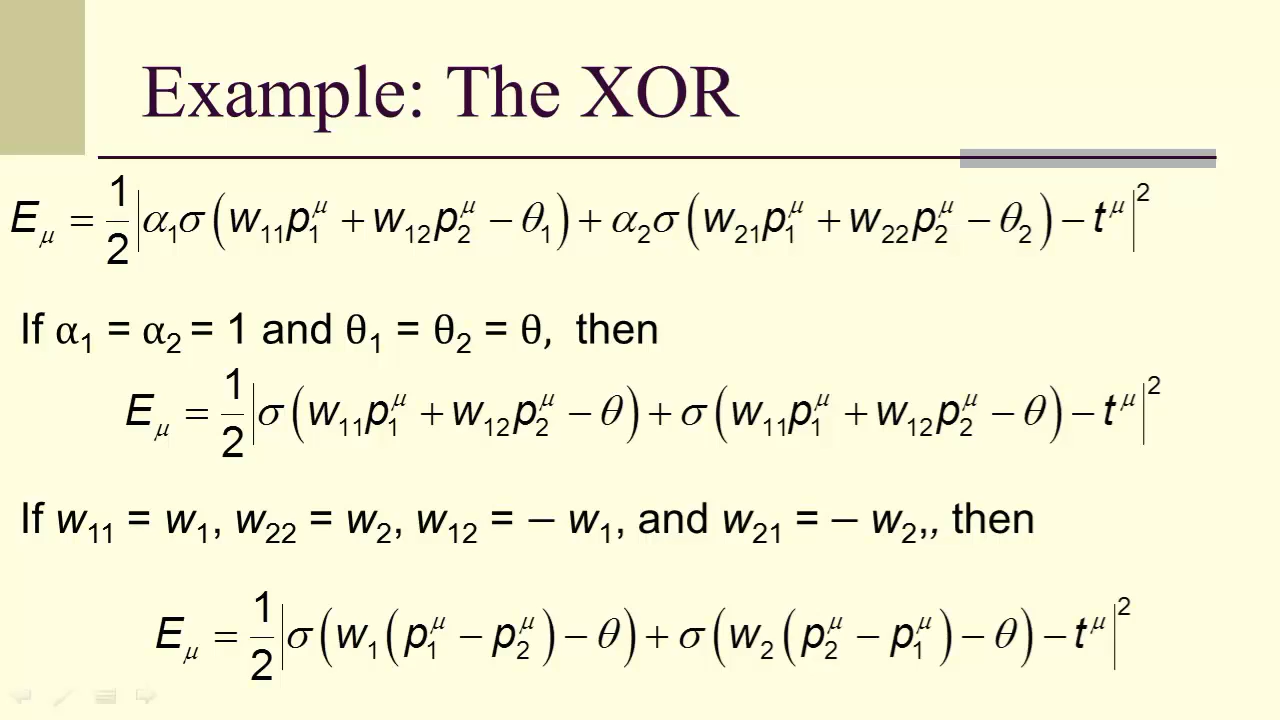 Example: The XOR
E_μ = 1/2 |α₁σ(w₁₁p₁^μ + w₁₂p₂^μ − θ₁) + α₂σ(w₂₁p₁^μ + w₂₂p₂^μ − θ₂) − t^μ|²
If α₁ = α₂ = 1 and θ₁ = θ₂ = θ, then
E_μ = 1/2 |σ(w₁₁p₁^μ + w₁₂p₂^μ − θ) + σ(w₁₁p₁^μ + w₁₂p₂^μ − θ) − t^μ|²
If w₁₁ = w₁, w₂₂ = w₂, w₁₂ = − w₁, and w₂₁ = − w₂,, then
E_μ = 1/2 |σ(w₁(p₁^μ − p₂^μ) − θ) + σ(w₂(p₂^μ − p₁^μ) − θ) − t^μ|²